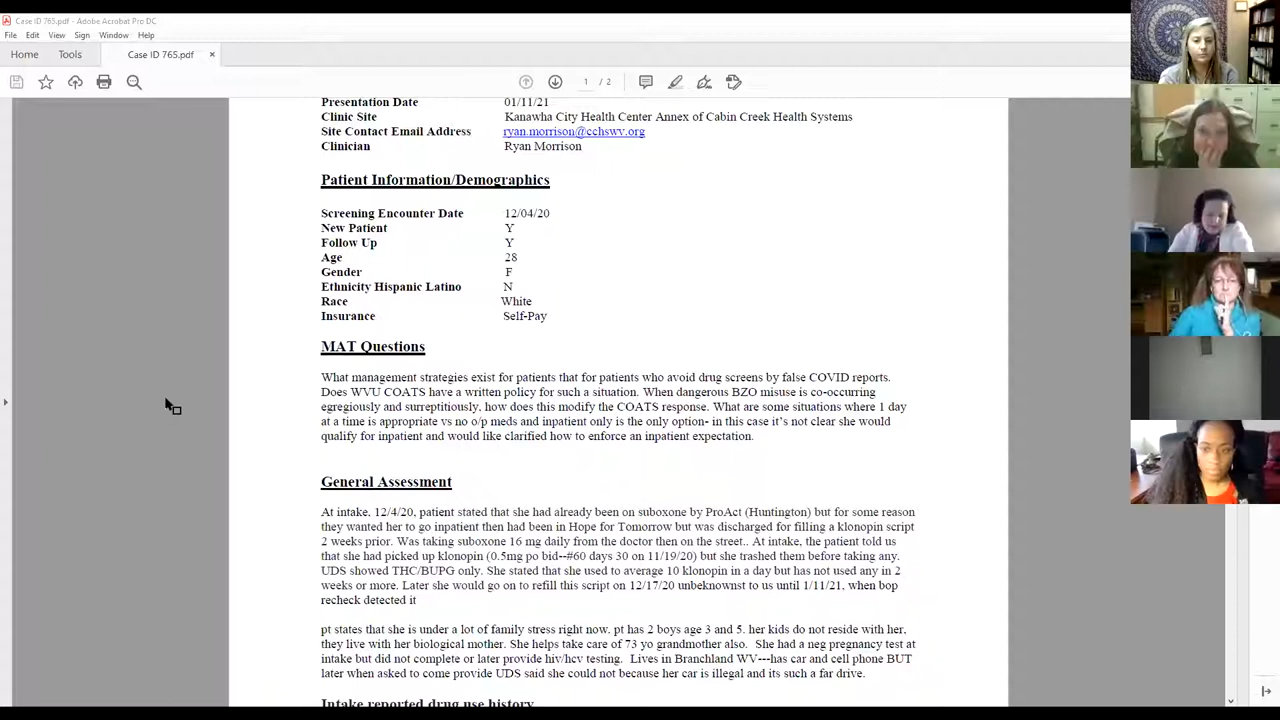 Case ID 765.pdf - Adobe Acrobat Pro DC
File Edit View Sign Window Help
Home Tools Case ID 765.pdf ×
1 / 2
Presentation Date 01/11/21
Clinic Site Kanawha City Health Center Annex of Cabin Creek Health Systems
Site Contact Email Address ryan.morrison@cchswv.org
Clinician Ryan Morrison
Patient Information/Demographics
Screening Encounter Date 12/04/20
New Patient Y
Follow Up Y
Age 28
Gender F
Ethnicity Hispanic Latino N
Race White
Insurance Self-Pay
MAT Questions
What management strategies exist for patients that for patients who avoid drug screens by false COVID reports.
Does WVU COATS have a written policy for such a situation. When dangerous BZO misuse is co-occurring
egregiously and surreptitiously, how does this modify the COATS response. What are some situations where 1 day
at a time is appropriate vs no o/p meds and inpatient only is the only option- in this case it's not clear she would
qualify for inpatient and would like clarified how to enforce an inpatient expectation.
General Assessment
At intake, 12/4/20, patient stated that she had already been on suboxone by ProAct (Huntington) but for some reason
they wanted her to go inpatient then had been in Hope for Tomorrow but was discharged for filling a klonopin script
2 weeks prior. Was taking suboxone 16 mg daily from the doctor then on the street.. At intake, the patient told us
that she had picked up klonopin (0.5mg po bid--#60 days 30 on 11/19/20) but she trashed them before taking any.
UDS showed THC/BUPG only. She stated that she used to average 10 klonopin in a day but has not used any in 2
weeks or more. Later she would go on to refill this script on 12/17/20 unbeknownst to us until 1/11/21, when bop
recheck detected it
pt states that she is under a lot of family stress right now. pt has 2 boys age 3 and 5. her kids do not reside with her,
they live with her biological mother. She helps take care of 73 yo grandmother also. She had a neg pregnancy test at
intake but did not complete or later provide hiv/hcv testing. Lives in Branchland WV---has car and cell phone BUT
later when asked to come provide UDS said she could not because her car is illegal and its such a far drive.
Intake reported drug use history